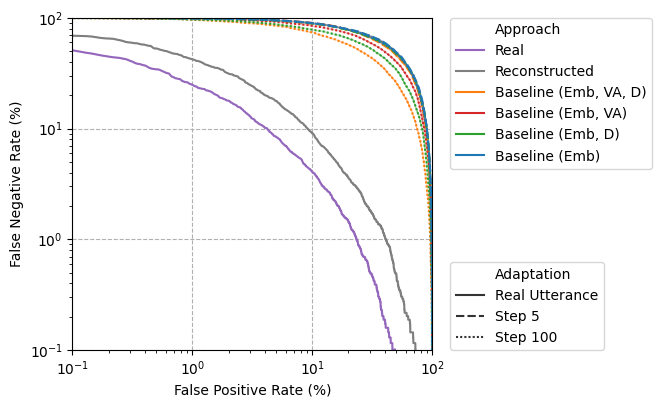 False Negative Rate (%)
10²
10¹
10⁰
10⁻¹
10⁻¹
10⁰
10¹
10²
False Positive Rate (%)
Approach
Real
Reconstructed
Baseline (Emb, VA, D)
Baseline (Emb, VA)
Baseline (Emb, D)
Baseline (Emb)
Adaptation
Real Utterance
Step 5
Step 100